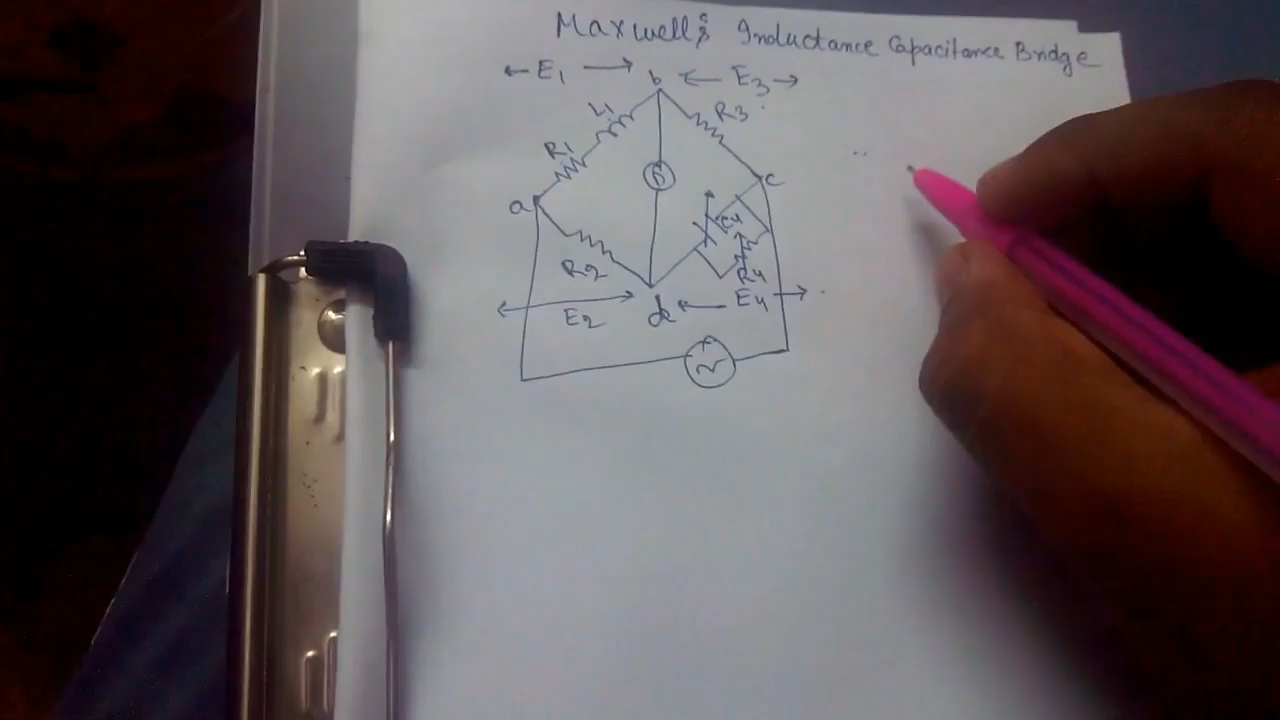 Maxwell's Inductance Capacitance Bridge
E1 b E3
L1 R3
R1
a c
C4
R2 R4
E2 d E4